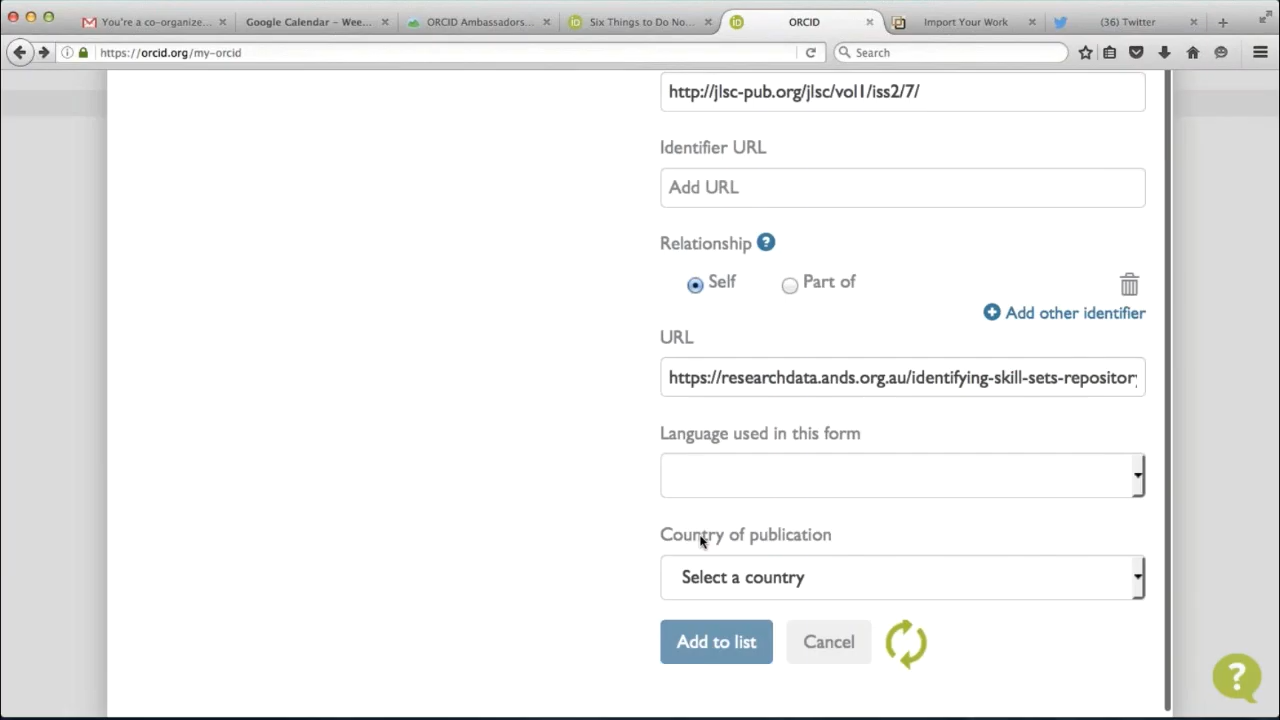 You're a co-organize...
Google Calendar – Wee...
ORCID Ambassadors...
Six Things to Do No...
ORCID
Import Your Work
(36) Twitter
https://orcid.org/my-orcid
Search
http://jlsc-pub.org/jlsc/vol1/iss2/7/
Identifier URL
Add URL
Relationship ?
Self Part of
Add other identifier
URL
https://researchdata.ands.org.au/identifying-skill-sets-repository
Language used in this form
Country of publication
Select a country
Add to list Cancel
?